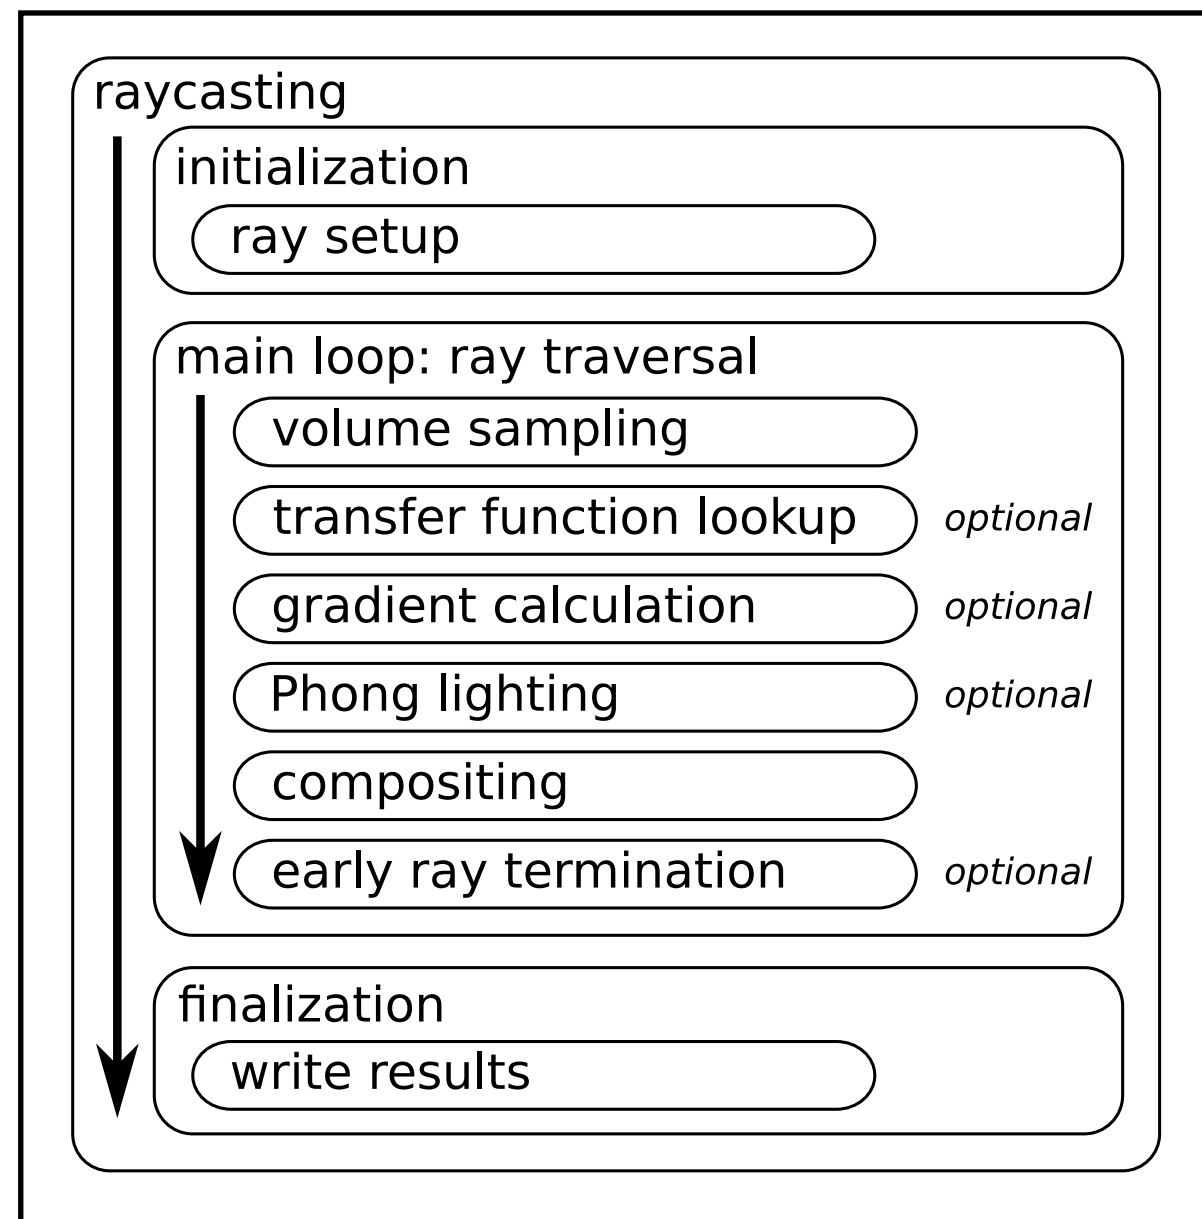 raycasting
initialization
ray setup
main loop: ray traversal
volume sampling
transfer function lookup optional
gradient calculation optional
Phong lighting optional
compositing
early ray termination optional
finalization
write results